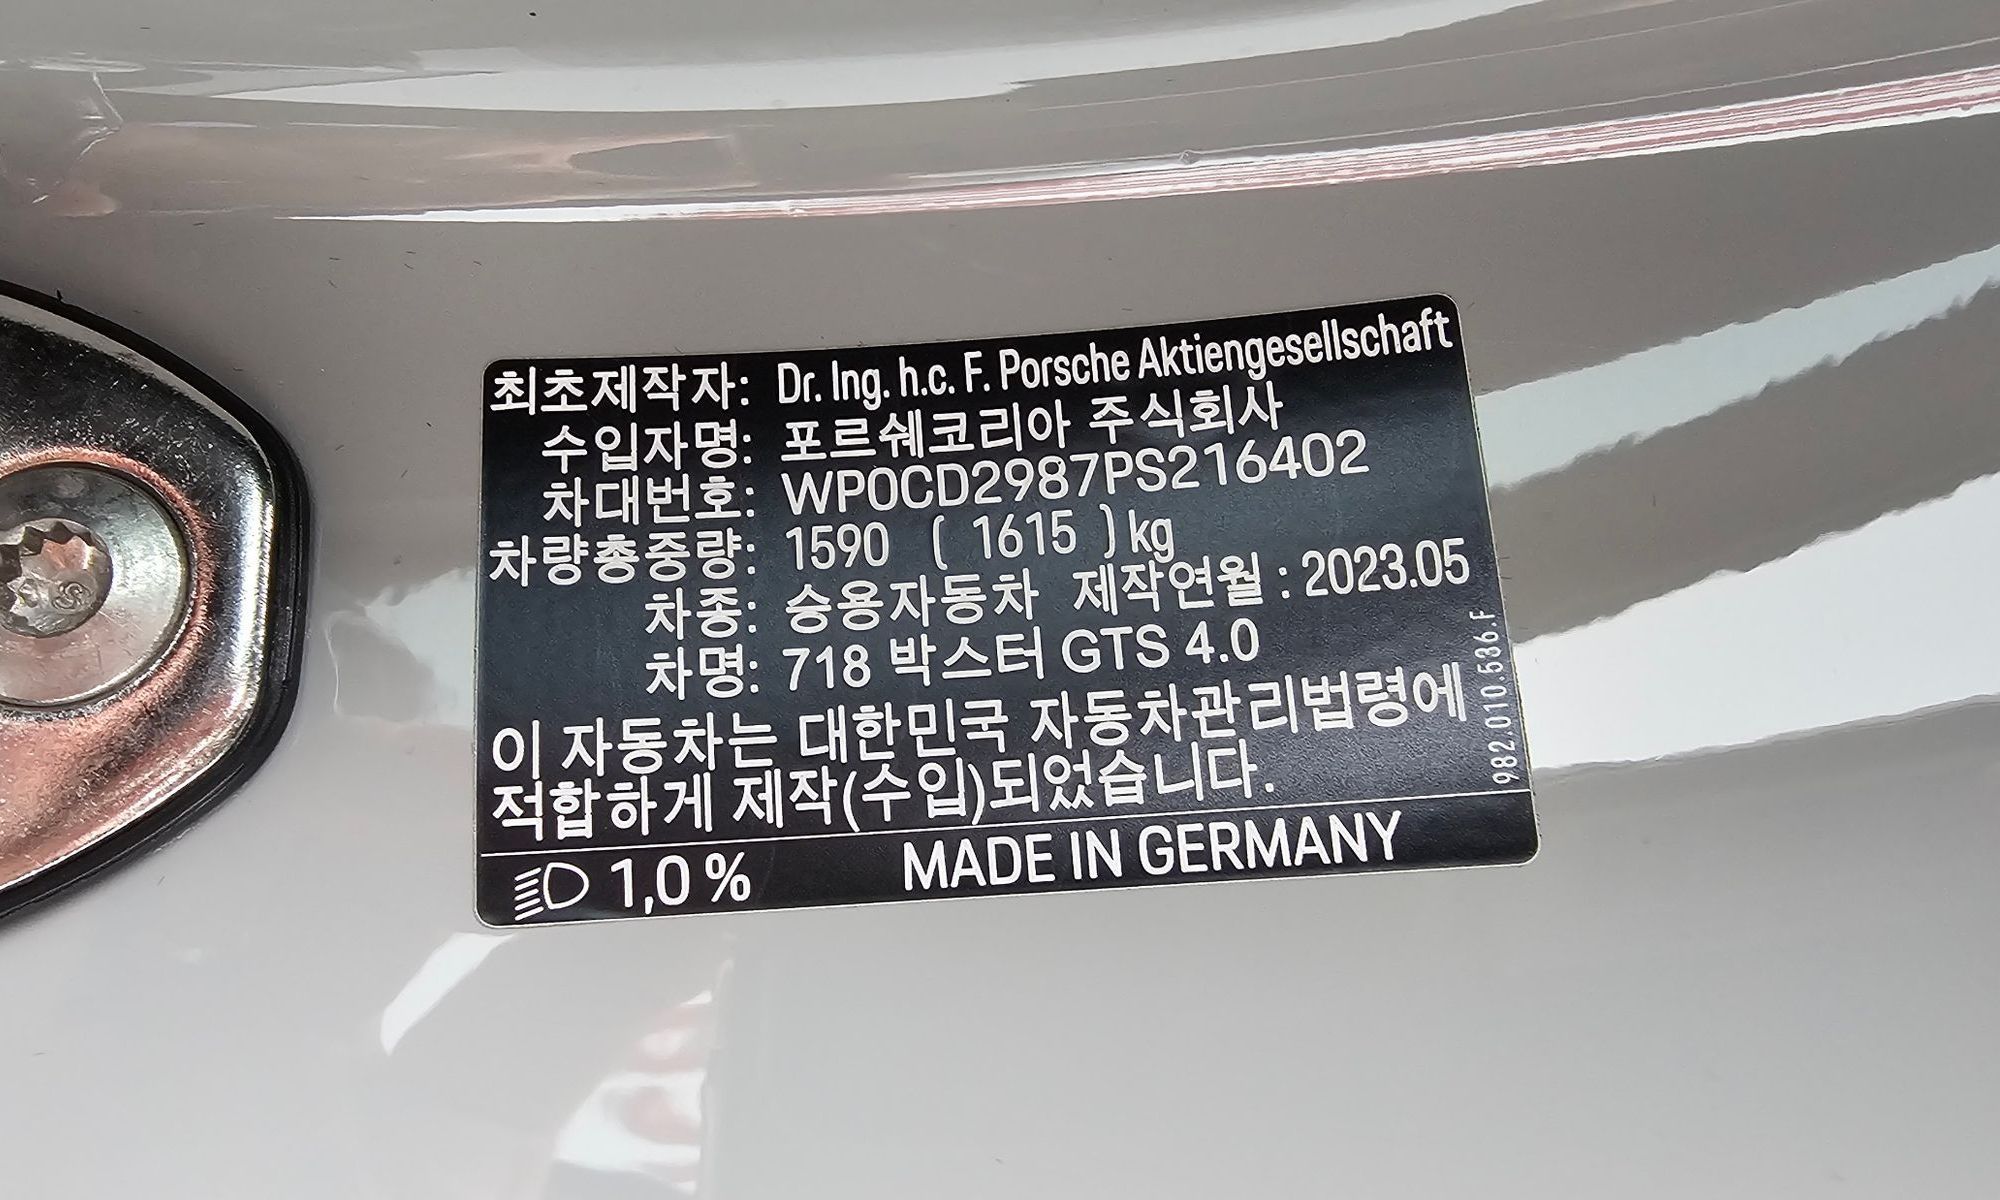 최초제작자: Dr. Ing. h.c. F. Porsche Aktiengesellschaft
수입자명: 포르쉐코리아 주식회사
차대번호: WP0CD2987PS216402
차량총중량: 1590 ( 1615 ) kg
차종: 승용자동차 제작연월 : 2023.05
차명: 718 박스터 GTS 4.0
이 자동차는 대한민국 자동차관리법령에
적합하게 제작(수입)되었습니다.
982.010.536.F
1,0 % MADE IN GERMANY
S